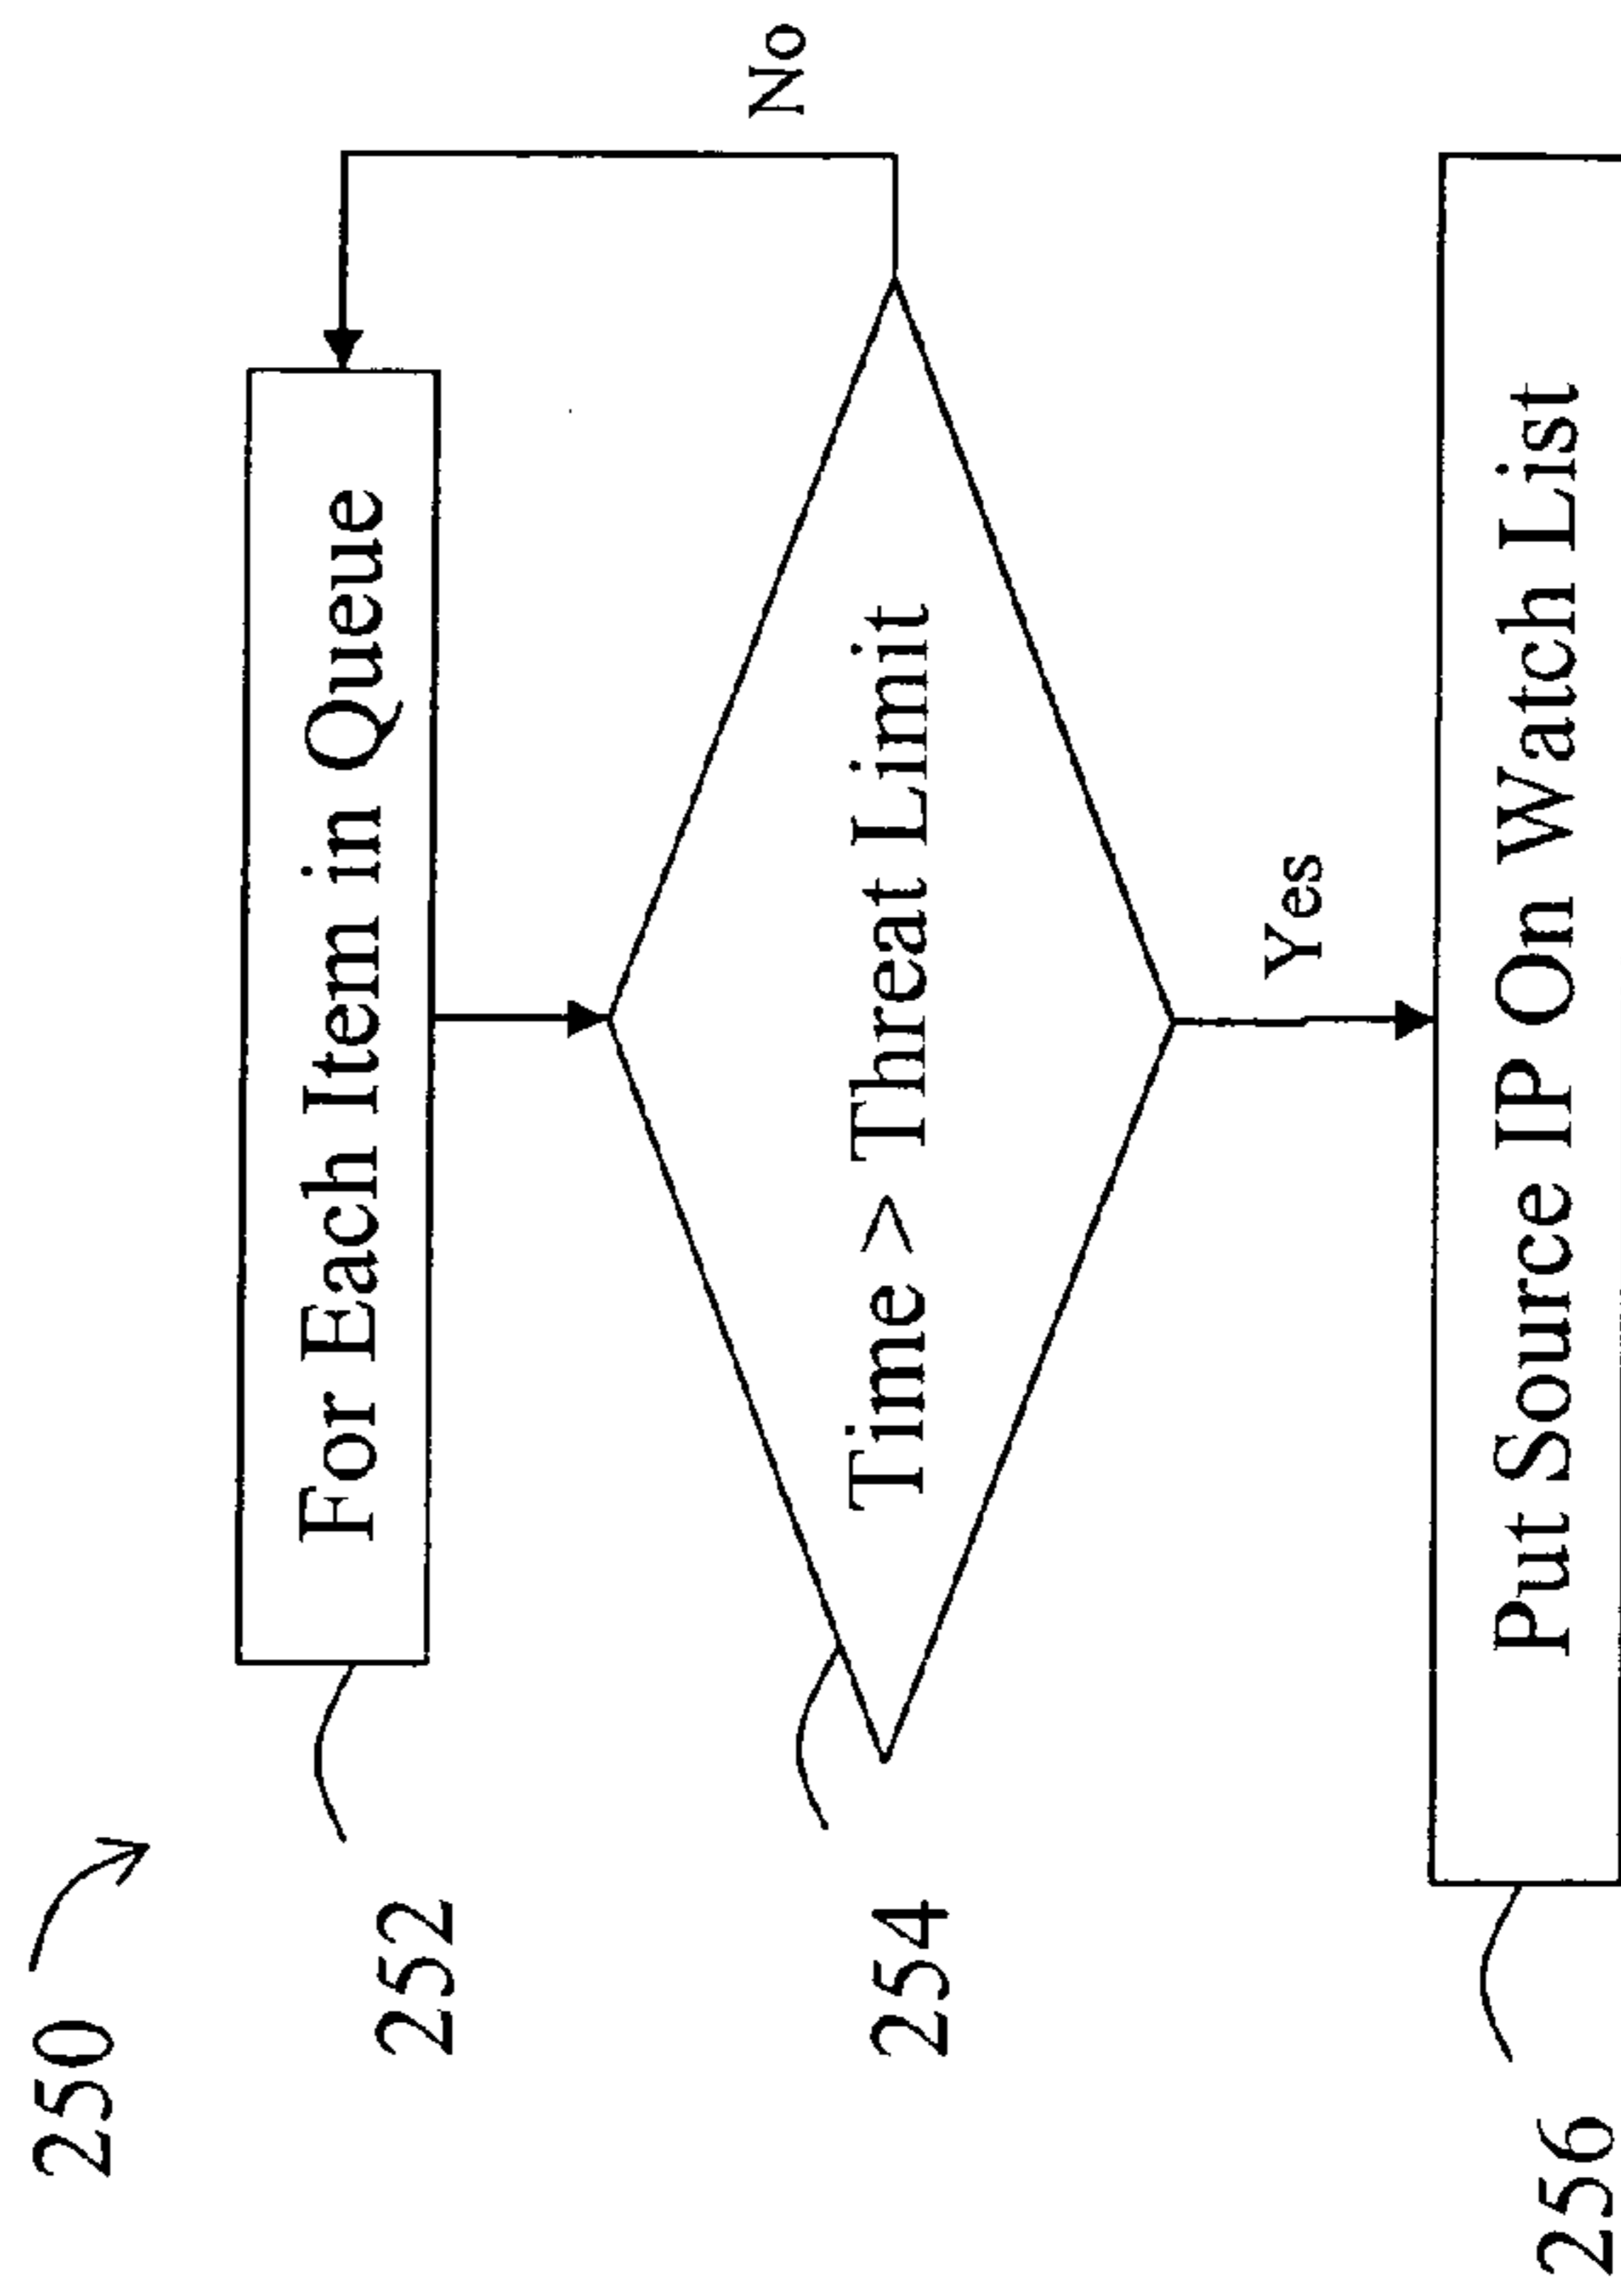 250
252
For Each Item in Queue
254
Time > Threat Limit
No
Yes
256
Put Source IP On Watch List